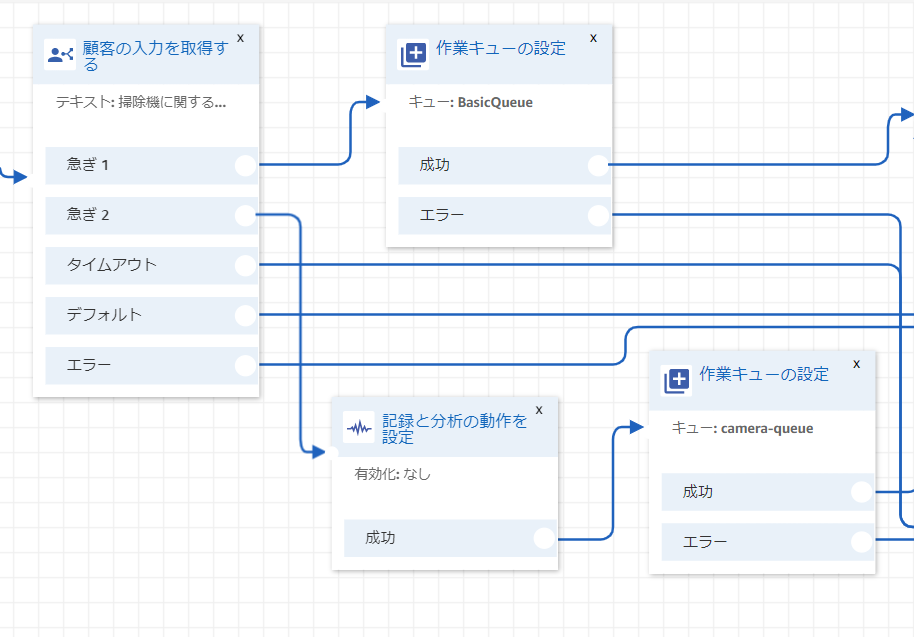 顧客の入力を取得す
る
x
テキスト: 掃除機に関する...
急ぎ 1
急ぎ 2
タイムアウト
デフォルト
エラー
作業キューの設定
x
キュー: BasicQueue
成功
エラー
記録と分析の動作を
設定
x
有効化: なし
成功
作業キューの設定
x
キュー: camera-queue
成功
エラー